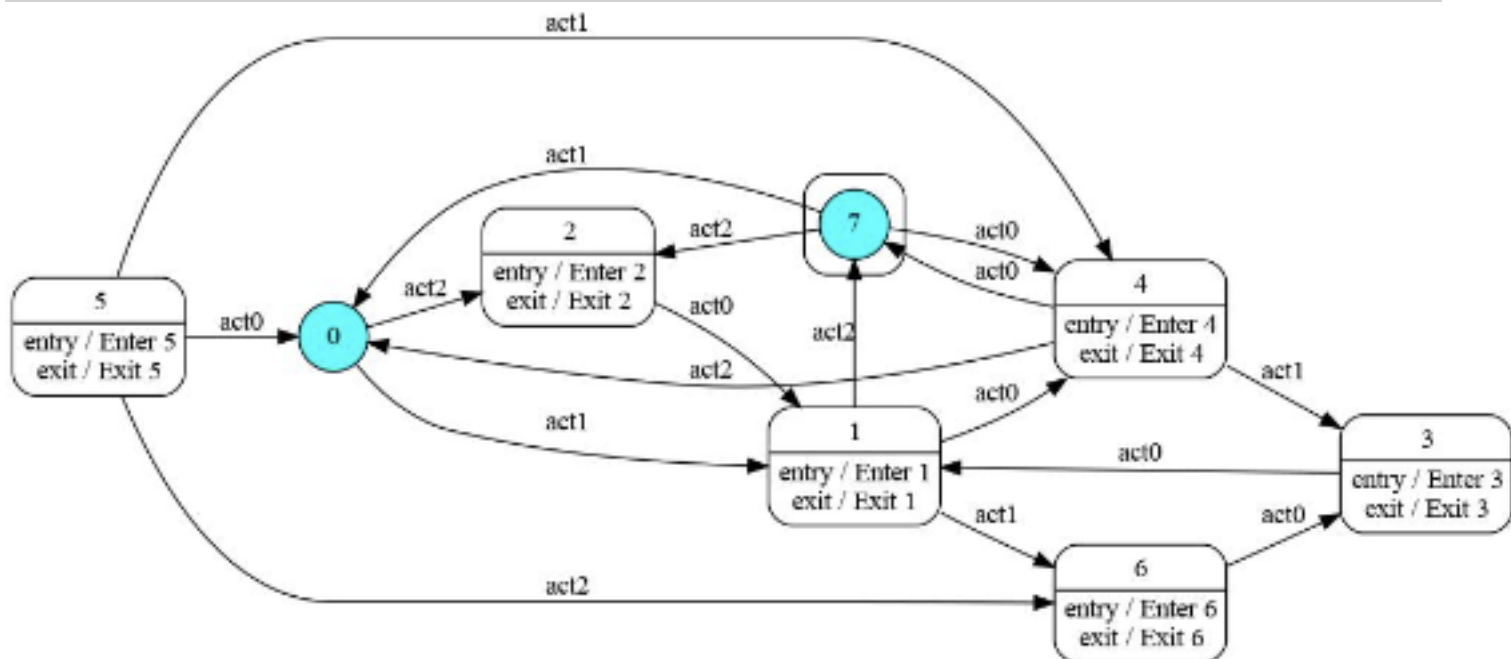 act1
act1
7
2
act2
act0
entry / Enter 2
exit / Exit 2
act0
4
5
act2
act0
entry / Enter 4
exit / Exit 4
act0
0
act2
entry / Enter 5
exit / Exit 5
act2
act1
act0
act1
1
3
act0
entry / Enter 1
exit / Exit 1
entry / Enter 3
exit / Exit 3
act1
act0
6
act2
entry / Enter 6
exit / Exit 6